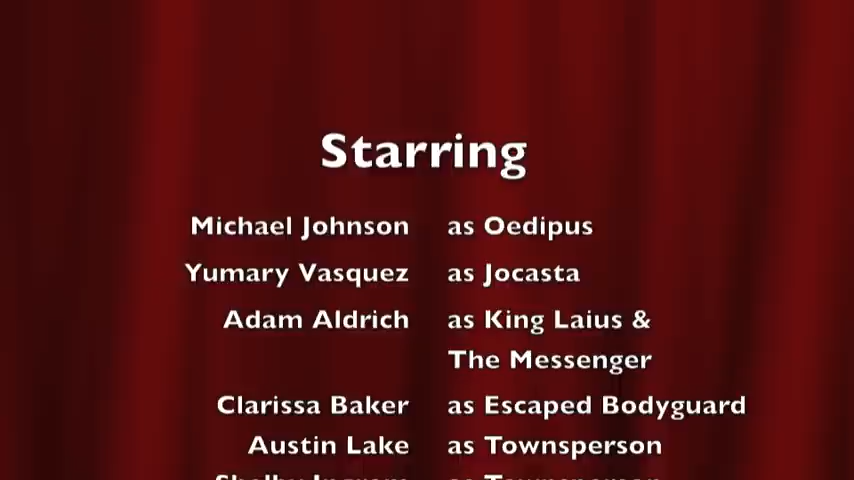 Starring
Michael Johnson as Oedipus
Yumary Vasquez as Jocasta
Adam Aldrich as King Laius &
The Messenger
Clarissa Baker as Escaped Bodyguard
Austin Lake as Townsperson